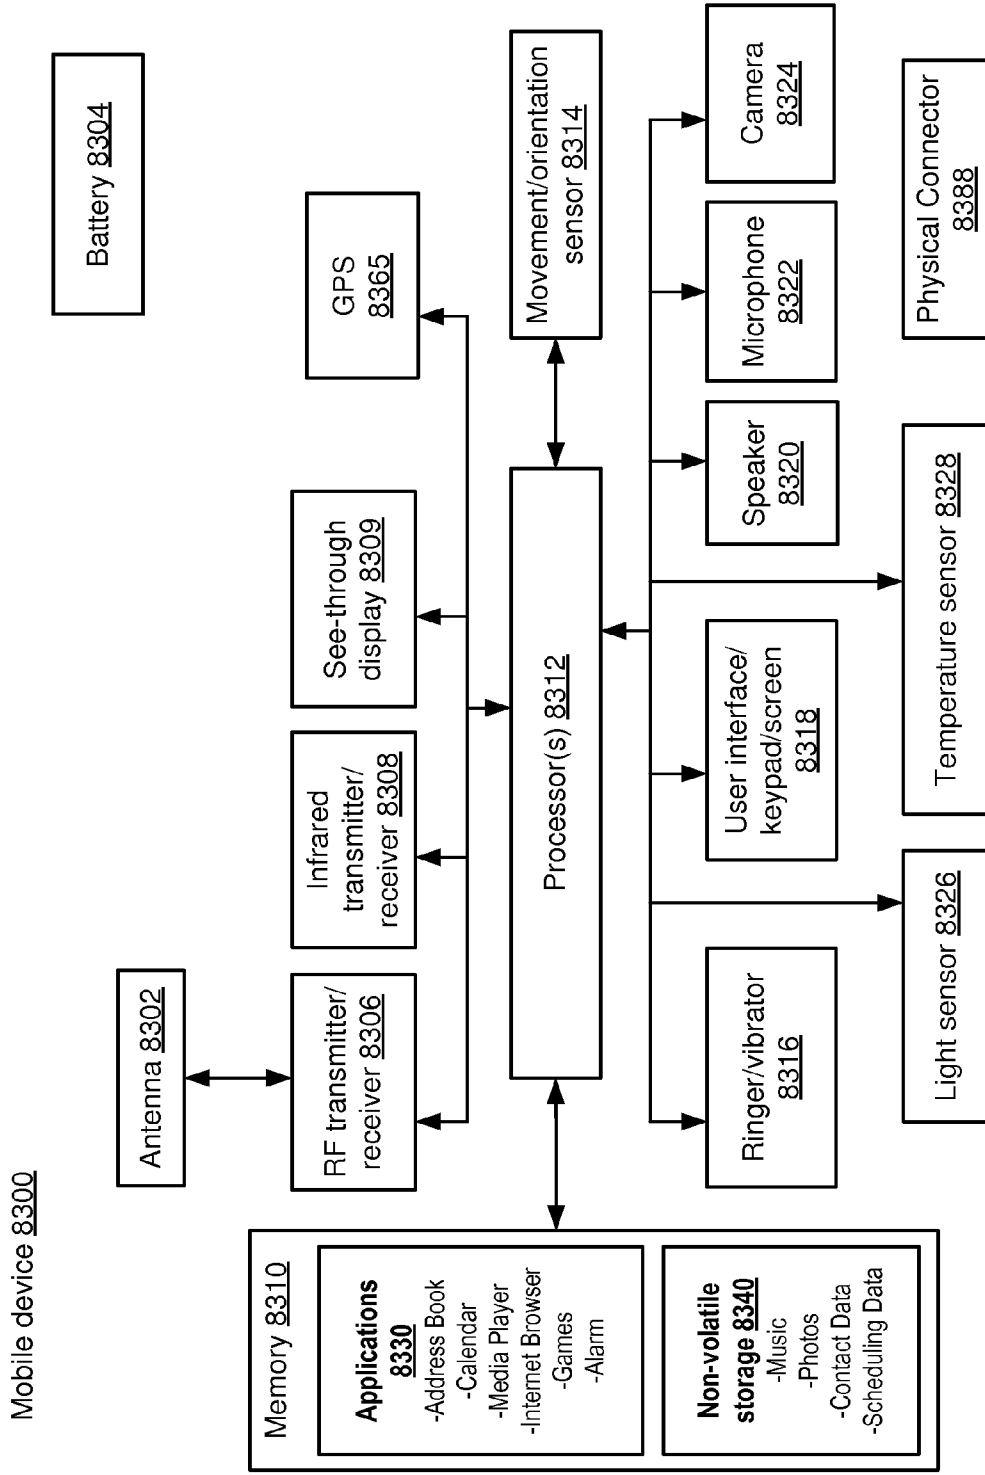 Mobile device 8300
Battery 8304
Antenna 8302
RF transmitter/
receiver 8306
Infrared
transmitter/
receiver 8308
See-through
display 8309
GPS
8365
Memory 8310
Applications
8330
-Address Book
-Calendar
-Media Player
-Internet Browser
-Games
-Alarm
Non-volatile
storage 8340
-Music
-Photos
-Contact Data
-Scheduling Data
Processor(s) 8312
Movement/orientation
sensor 8314
Ringer/vibrator
8316
User interface/
keypad/screen
8318
Speaker
8320
Microphone
8322
Camera
8324
Light sensor 8326
Temperature sensor 8328
Physical Connector
8388